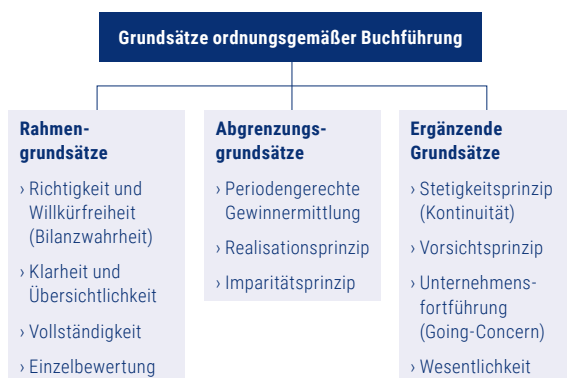 Grundsätze ordnungsgemäßer Buchführung
Rahmen-
grundsätze
› Richtigkeit und
Willkürfreiheit
(Bilanzwahrheit)
› Klarheit und
Übersichtlichkeit
› Vollständigkeit
› Einzelbewertung
Abgrenzungs-
grundsätze
› Periodengerechte
Gewinnermittlung
› Realisationsprinzip
› Imparitätsprinzip
Ergänzende
Grundsätze
› Stetigkeitsprinzip
(Kontinuität)
› Vorsichtsprinzip
› Unternehmens-
fortführung
(Going-Concern)
› Wesentlichkeit